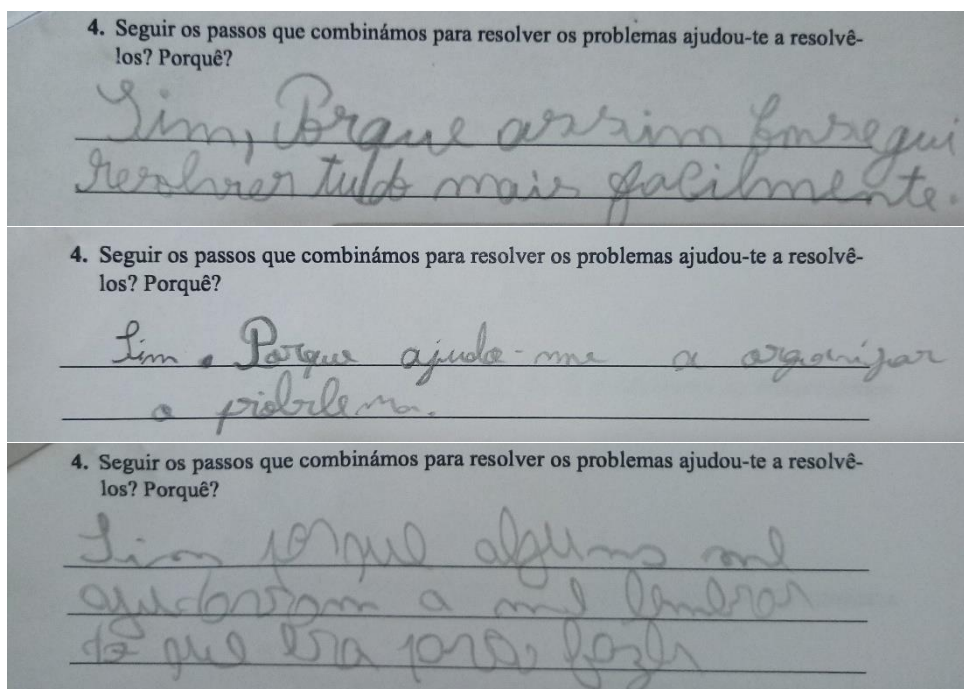 4. Seguir os passos que combinámos para resolver os problemas ajudou-te a resolvê-
los? Porquê?
Sim, Porque assim Consegui
Resolver tuldo mais facilmente.
4. Seguir os passos que combinámos para resolver os problemas ajudou-te a resolvê-
los? Porquê?
Sim. Porque ajuda-me a organizar
o problema.
4. Seguir os passos que combinámos para resolver os problemas ajudou-te a resolvê-
los? Porquê?
Sim porque alguns me
ajudaram a me lembrar
do que era para fazer